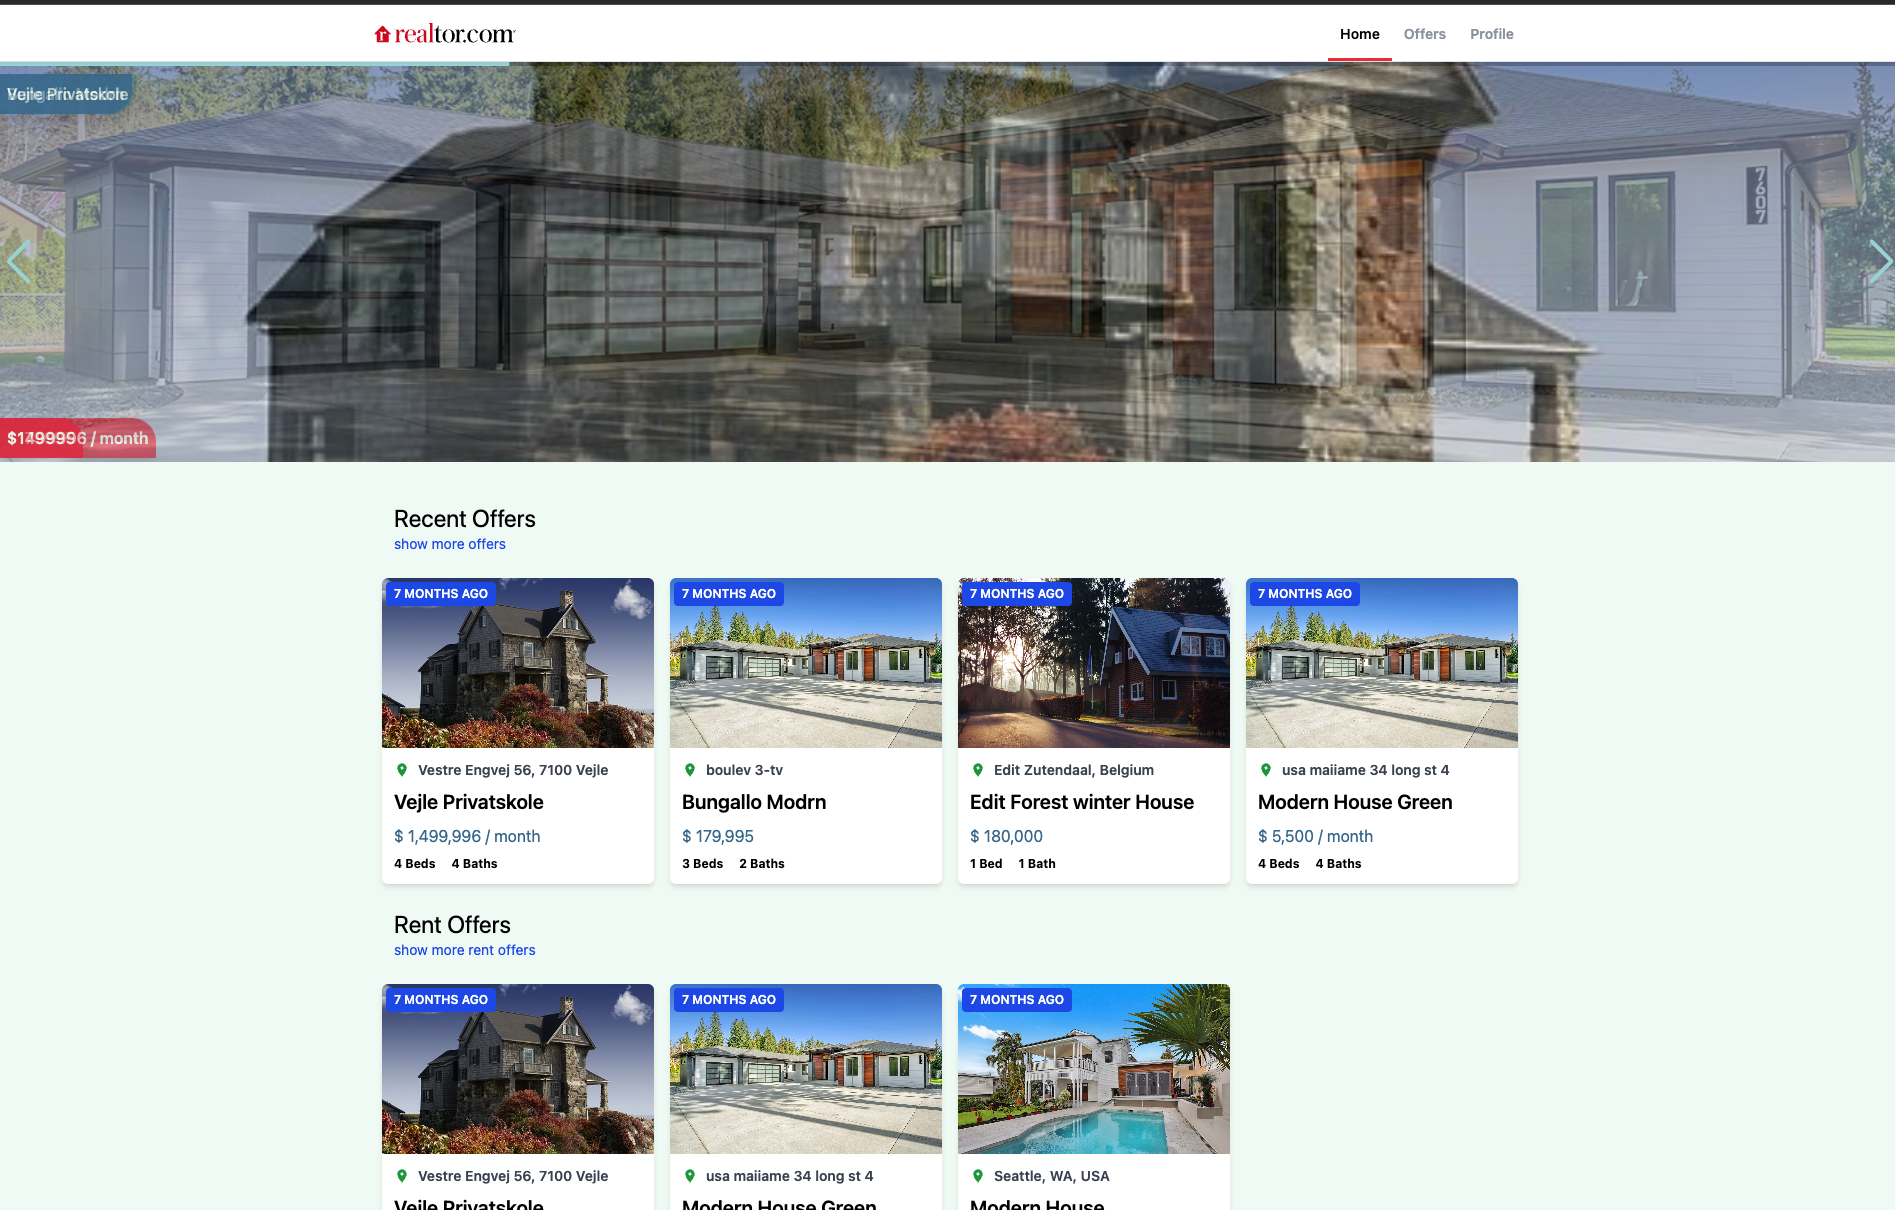 realtor.com
Home Offers Profile
Vejle Privatskole
7607
/ month
Recent Offers
show more offers
7 MONTHS AGO 7 MONTHS AGO 7 MONTHS AGO 7 MONTHS AGO
Vestre Engvej 56, 7100 Vejle boulev 3-tv Edit Zutendaal, Belgium usa maiiame 34 long st 4
Vejle Privatskole Bungallo Modrn Edit Forest winter House Modern House Green
$ 1,499,996 / month $ 179,995 $ 180,000 $ 5,500 / month
4 Beds 4 Baths 3 Beds 2 Baths 1 Bed 1 Bath 4 Beds 4 Baths
Rent Offers
show more rent offers
7 MONTHS AGO 7 MONTHS AGO 7 MONTHS AGO
Vestre Engvej 56, 7100 Vejle usa maiiame 34 long st 4 Seattle, WA, USA
Vejle Privatskole Modern House Green Modern House